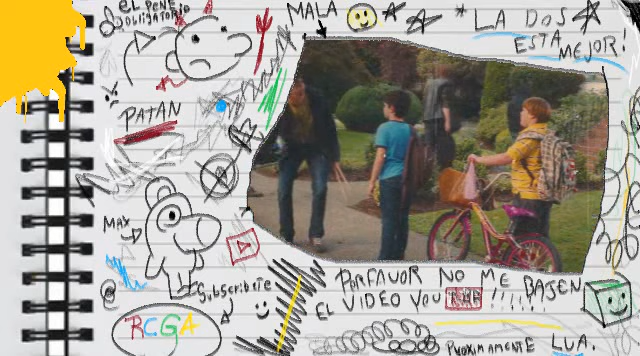 EL PENE
obligatorio
MALA
LA DOS
ESTA
MEJOR!
PATAN
MAX
Subscribete
RCGA
PORFAVOR NO ME BAJEN
EL VIDEO YOU
!!!!!
PROXIMAMENTE LUA.